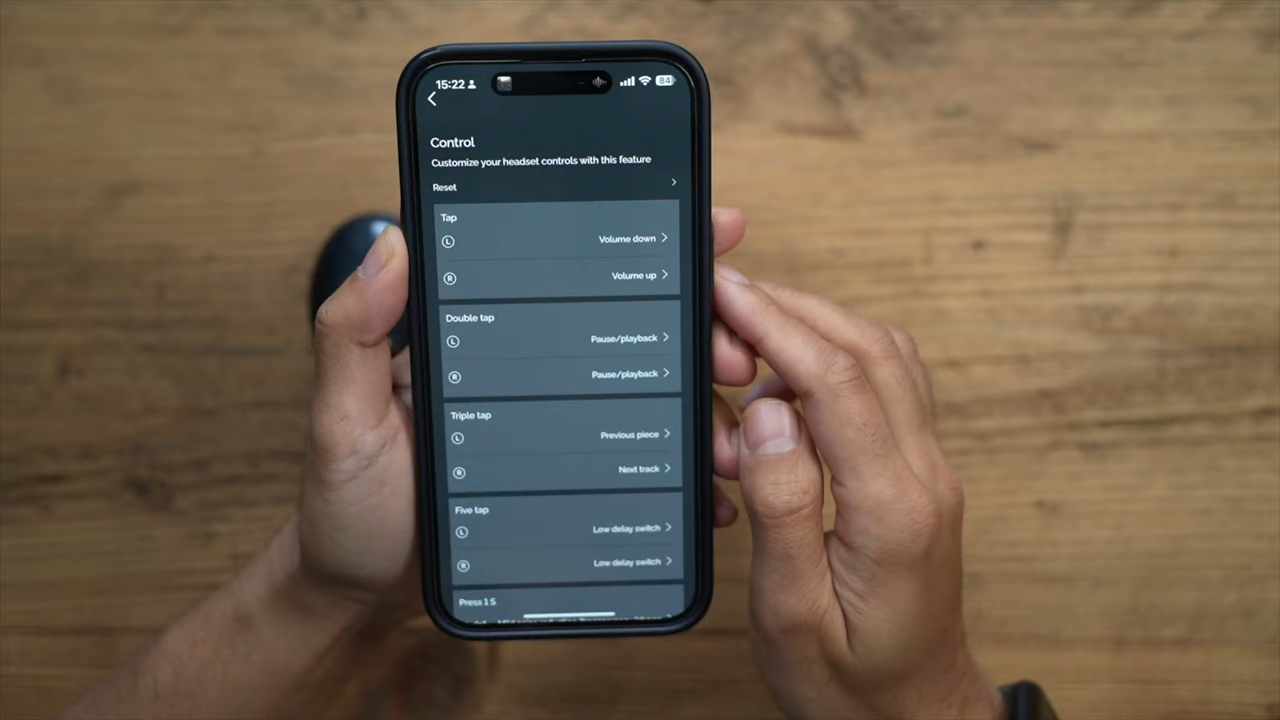 15:22
84
Control
Customize your headset controls with this feature
Reset
Tap
L Volume down
R Volume up
Double tap
L Pause/playback
R Pause/playback
Triple tap
L Previous piece
R Next track
Five tap
L Low delay switch
R Low delay switch
Press 1 S